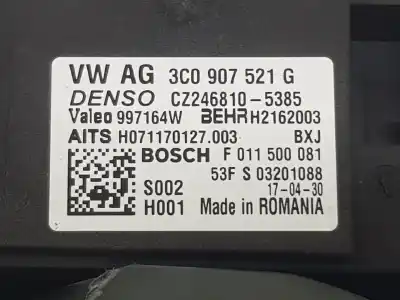 VW AG 3C0 907 521 G
DENSO CZ246810-5385
Valeo 997164W BEHR H2162003
AITS H071170127.003 BXJ
BOSCH F 011 500 081
53F S 03201088
S002 17-04-30
H001 Made in ROMANIA